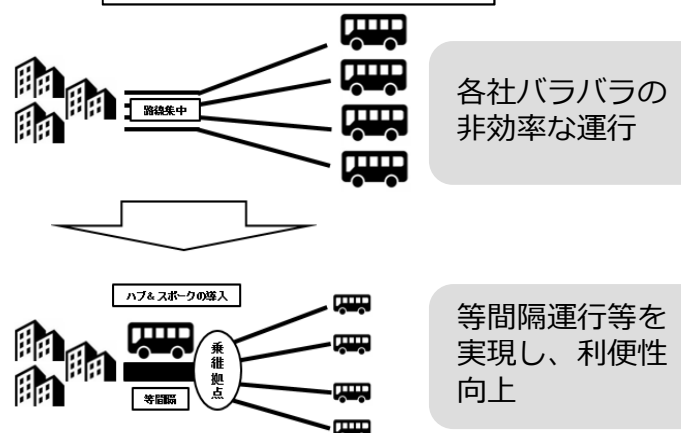 路線集中
各社バラバラの
非効率な運行
ハブ&スポークの導入
乗継拠点
等間隔
等間隔運行等を
実現し、利便性
向上